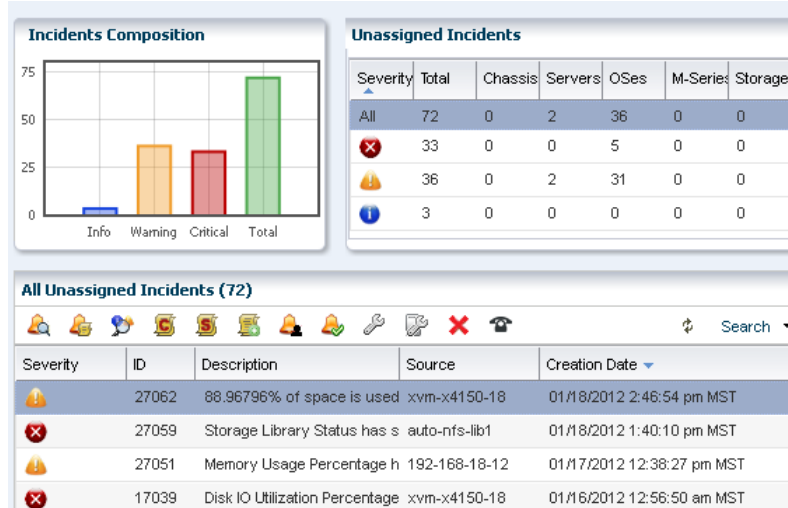 Incidents Composition
75
50
25
0
Info Warning Critical Total
Unassigned Incidents
Severity Total Chassis Servers OSes M-Series Storage
All 72 0 2 36 0 0
33 0 0 5 0 0
36 0 2 31 0 0
3 0 0 0 0 0
All Unassigned Incidents (72)
C S Search
Severity ID Description Source Creation Date
27062 88.96796% of space is used xvm-x4150-18 01/18/2012 2:46:54 pm MST
27059 Storage Library Status has s auto-nfs-lib1 01/18/2012 1:40:10 pm MST
27051 Memory Usage Percentage h 192-168-18-12 01/17/2012 12:38:27 pm MST
17039 Disk IO Utilization Percentage xvm-x4150-18 01/16/2012 12:56:50 am MST